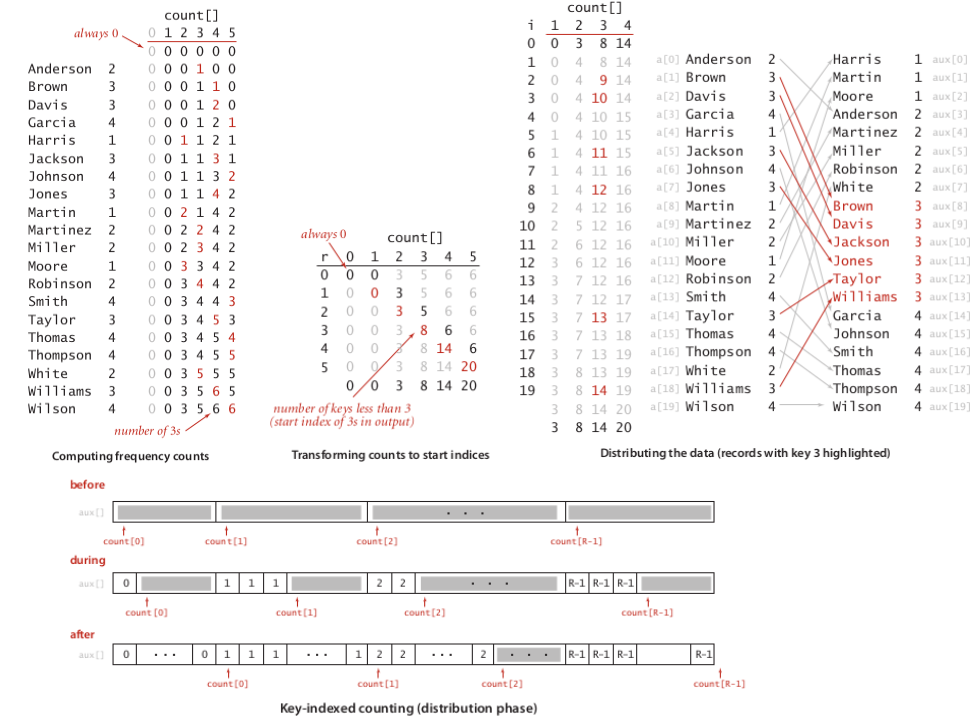 count[]
always 0
0 1 2 3 4 5
0 0 0 0 0 0
Anderson 2 0 0 0 1 0 0
Brown 3 0 0 0 1 1 0
Davis 3 0 0 0 1 2 0
Garcia 4 0 0 0 1 2 1
Harris 1 0 0 1 1 2 1
Jackson 3 0 0 1 1 3 1
Johnson 4 0 0 1 1 3 2
Jones 3 0 0 1 1 4 2
Martin 1 0 0 2 1 4 2
Martinez 2 0 0 2 2 4 2
Miller 2 0 0 2 3 4 2
Moore 1 0 0 3 3 4 2
Robinson 2 0 0 3 4 4 2
Smith 4 0 0 3 4 4 3
Taylor 3 0 0 3 4 5 3
Thomas 4 0 0 3 4 5 4
Thompson 4 0 0 3 4 5 5
White 2 0 0 3 5 5 5
Williams 3 0 0 3 5 6 5
Wilson 4 0 0 3 5 6 6
number of 3s
Computing frequency counts
always 0
count[]
r 0 1 2 3 4 5
0 0 0 3 5 6 6
1 0 0 3 5 6 6
2 0 0 3 5 6 6
3 0 0 3 8 6 6
4 0 0 3 8 14 6
5 0 0 3 8 14 20
0 0 3 8 14 20
number of keys less than 3
(start index of 3s in output)
Transforming counts to start indices
count[]
i 1 2 3 4
0 0 3 8 14
1 0 4 8 14
2 0 4 9 14
3 0 4 10 14
4 0 4 10 15
5 1 4 10 15
6 1 4 11 15
7 1 4 11 16
8 1 4 12 16
9 2 4 12 16
10 2 5 12 16
11 2 6 12 16
12 3 6 12 16
13 3 7 12 16
14 3 7 12 17
15 3 7 13 17
16 3 7 13 18
17 3 7 13 19
18 3 8 13 19
19 3 8 14 19
3 8 14 20
3 8 14 20
a[0] Anderson 2 Harris 1 aux[0]
a[1] Brown 3 Martin 1 aux[1]
a[2] Davis 3 Moore 1 aux[2]
a[3] Garcia 4 Anderson 2 aux[3]
a[4] Harris 1 Martinez 2 aux[4]
a[5] Jackson 3 Miller 2 aux[5]
a[6] Johnson 4 Robinson 2 aux[6]
a[7] Jones 3 White 2 aux[7]
a[8] Martin 1 Brown 3 aux[8]
a[9] Martinez 2 Davis 3 aux[9]
a[10] Miller 2 Jackson 3 aux[10]
a[11] Moore 1 Jones 3 aux[11]
a[12] Robinson 2 Taylor 3 aux[12]
a[13] Smith 4 Williams 3 aux[13]
a[14] Taylor 3 Garcia 4 aux[14]
a[15] Thomas 4 Johnson 4 aux[15]
a[16] Thompson 4 Smith 4 aux[16]
a[17] White 2 Thomas 4 aux[17]
a[18] Williams 3 Thompson 4 aux[18]
a[19] Wilson 4 Wilson 4 aux[19]
Distributing the data (records with key 3 highlighted)
before
aux[] . . .
count[0] count[1] count[2] count[R-1]
during
aux[] 0 1 1 1 2 2 . . . R-1 R-1 R-1
count[0] count[1] count[2] count[R-1]
after
aux[] 0 . . . 0 1 1 1 . . . 1 2 2 . . . 2 . . . R-1 R-1 R-1 R-1
count[0] count[1] count[2] count[R-1]
Key-indexed counting (distribution phase)